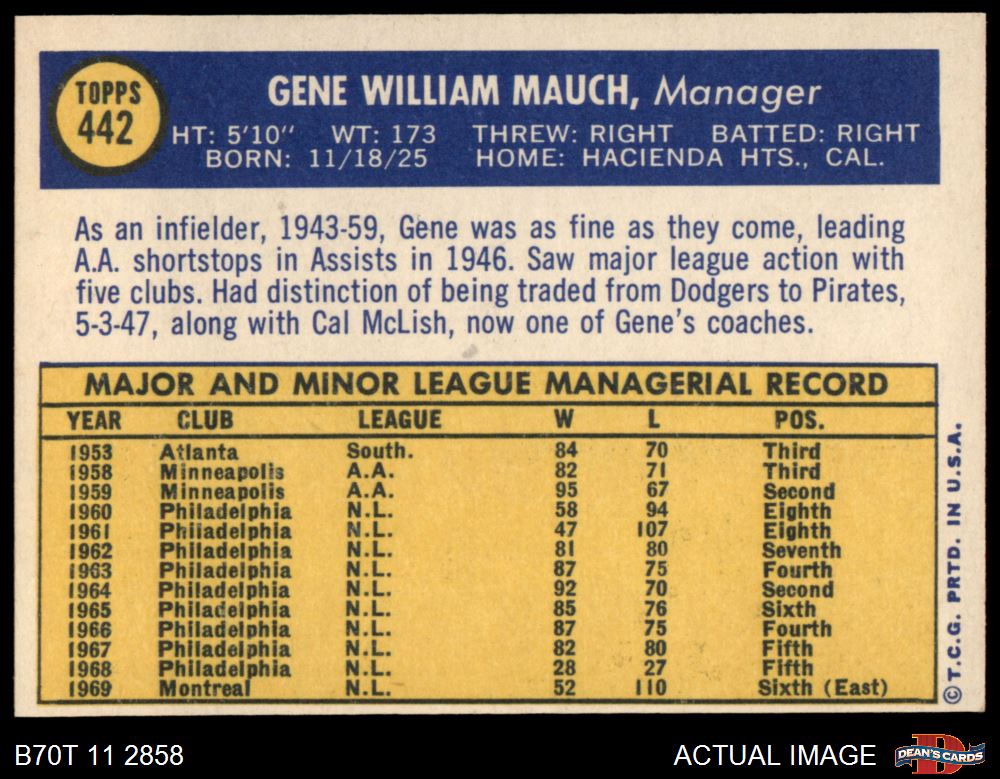 TOPPS
442
GENE WILLIAM MAUCH, Manager
HT: 5'10" WT: 173 THREW: RIGHT BATTED: RIGHT
BORN: 11/18/25 HOME: HACIENDA HTS., CAL.
As an infielder, 1943-59, Gene was as fine as they come, leading
A.A. shortstops in Assists in 1946. Saw major league action with
five clubs. Had distinction of being traded from Dodgers to Pirates,
5-3-47, along with Cal McLish, now one of Gene's coaches.
MAJOR AND MINOR LEAGUE MANAGERIAL RECORD
YEAR CLUB LEAGUE W L POS.
1953 Atlanta South. 84 70 Third
1958 Minneapolis A.A. 82 71 Third
1959 Minneapolis A.A. 95 67 Second
1960 Philadelphia N.L. 58 94 Eighth
1961 Philadelphia N.L. 47 107 Eighth
1962 Philadelphia N.L. 81 80 Seventh
1963 Philadelphia N.L. 87 75 Fourth
1964 Philadelphia N.L. 92 70 Second
1965 Philadelphia N.L. 85 76 Sixth
1966 Philadelphia N.L. 87 75 Fourth
1967 Philadelphia N.L. 82 80 Fifth
1968 Philadelphia N.L. 28 27 Fifth
1969 Montreal N.L. 52 110 Sixth (East)
© T.C.G. PRTD. IN U.S.A.
B70T 11 2858
ACTUAL IMAGE
D
DEAN'S CARDS